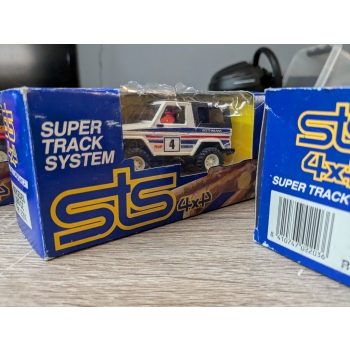 SUPER
TRACK
SYSTEM
4
sts
4x4
sts
4x4
SUPER TRACK